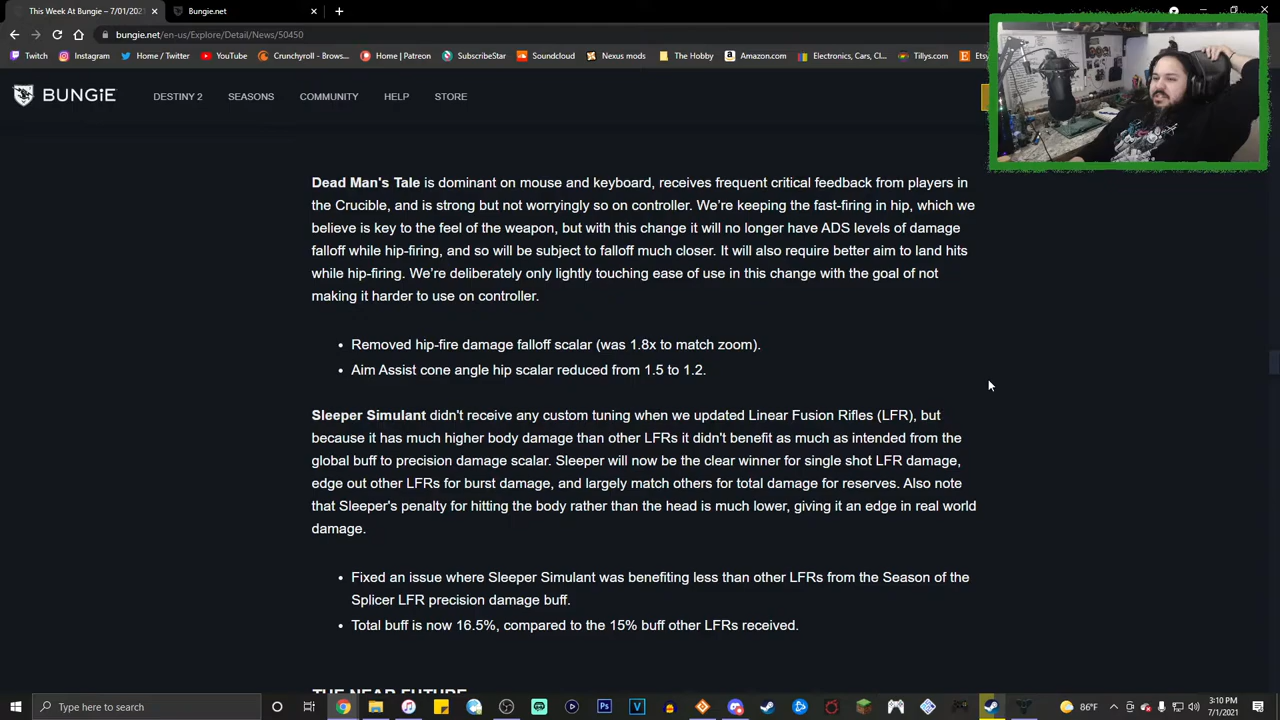 This Week At Bungie – 7/01/2021
Bungie.net
bungie.net/en-us/Explore/Detail/News/50450
Twitch
Instagram
Home / Twitter
YouTube
Crunchyroll - Brows...
Home | Patreon
SubscribeStar
Soundcloud
Nexus mods
The Hobby
Amazon.com
Electronics, Cars, Cl...
Tillys.com
Ets
BUNGiE
DESTINY 2
SEASONS
COMMUNITY
HELP
STORE
Dead Man's Tale is dominant on mouse and keyboard, receives frequent critical feedback from players in
the Crucible, and is strong but not worryingly so on controller. We're keeping the fast-firing in hip, which we
believe is key to the feel of the weapon, but with this change it will no longer have ADS levels of damage
falloff while hip-firing, and so will be subject to falloff much closer. It will also require better aim to land hits
while hip-firing. We're deliberately only lightly touching ease of use in this change with the goal of not
making it harder to use on controller.
• Removed hip-fire damage falloff scalar (was 1.8x to match zoom).
• Aim Assist cone angle hip scalar reduced from 1.5 to 1.2.
Sleeper Simulant didn't receive any custom tuning when we updated Linear Fusion Rifles (LFR), but
because it has much higher body damage than other LFRs it didn't benefit as much as intended from the
global buff to precision damage scalar. Sleeper will now be the clear winner for single shot LFR damage,
edge out other LFRs for burst damage, and largely match others for total damage for reserves. Also note
that Sleeper's penalty for hitting the body rather than the head is much lower, giving it an edge in real world
damage.
• Fixed an issue where Sleeper Simulant was benefiting less than other LFRs from the Season of the
Splicer LFR precision damage buff.
• Total buff is now 16.5%, compared to the 15% buff other LFRs received.
THE NEAR FUTURE
Type here to search
86°F
3:10 PM
7/1/2021